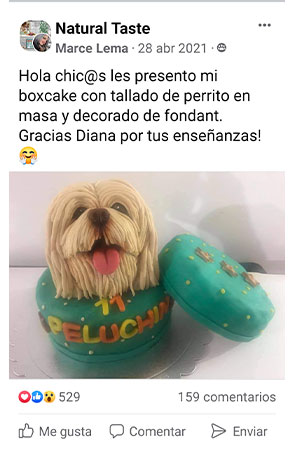 Natural Taste
Marce Lema · 28 abr 2021 ·
Hola chic@s les presento mi
boxcake con tallado de perrito en
masa y decorado de fondant.
Gracias Diana por tus enseñanzas!
11
PELUCHIN
529
159 comentarios
Me gusta
Comentar
Enviar